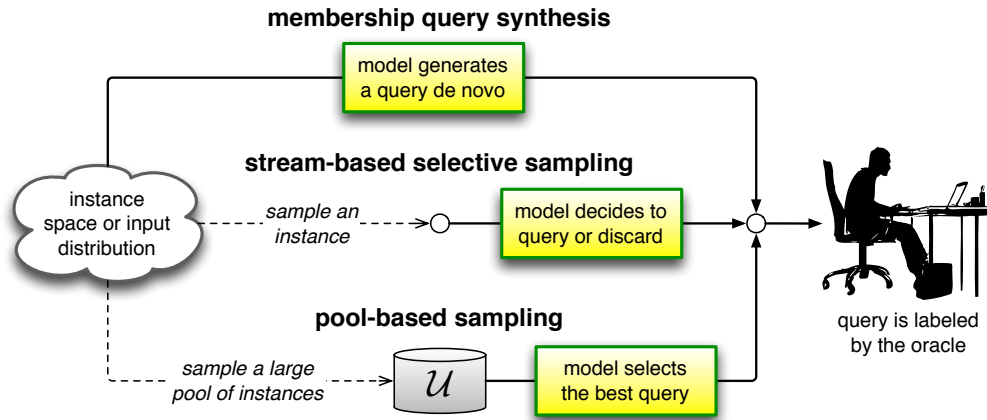 membership query synthesis
model generates
a query de novo
stream-based selective sampling
instance
space or input
distribution
sample an
instance
model decides to
query or discard
pool-based sampling
sample a large
pool of instances
U
model selects
the best query
query is labeled
by the oracle